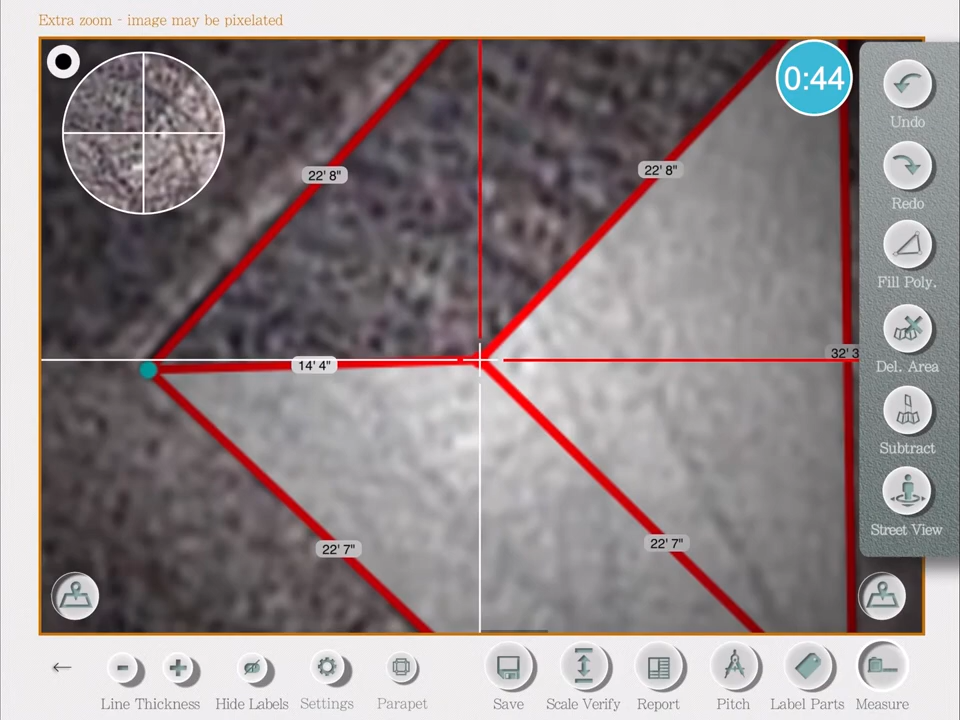 Extra zoom - image may be pixelated
0:44
Undo
22' 8"
22' 8"
Redo
Fill Poly.
14' 4"
32' 3
Del. Area
Subtract
22' 7"
22' 7"
Street View
Line Thickness
Hide Labels
Settings
Parapet
Save
Scale Verify
Report
Pitch
Label Parts
Measure